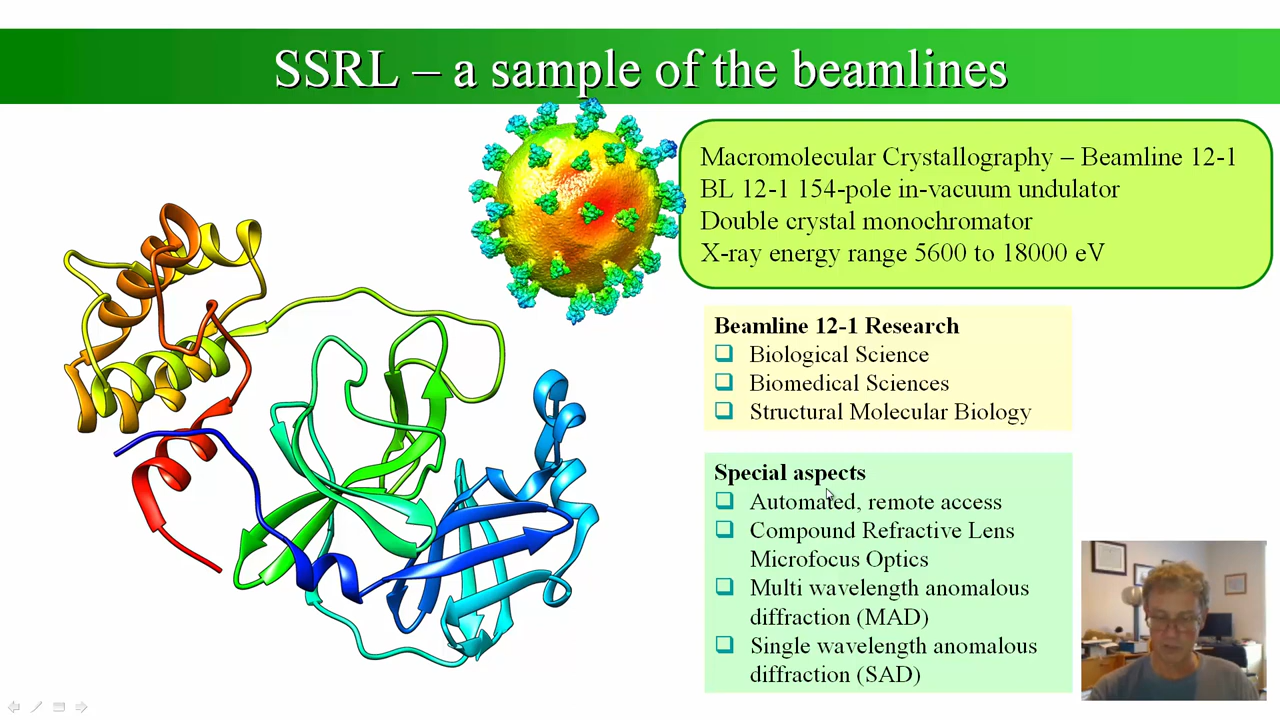 SSRL – a sample of the beamlines
Macromolecular Crystallography – Beamline 12-1
BL 12-1 154-pole in-vacuum undulator
Double crystal monochromator
X-ray energy range 5600 to 18000 eV
Beamline 12-1 Research
Biological Science
Biomedical Sciences
Structural Molecular Biology
Special aspects
Automated, remote access
Compound Refractive Lens
Microfocus Optics
Multi wavelength anomalous
diffraction (MAD)
Single wavelength anomalous
diffraction (SAD)